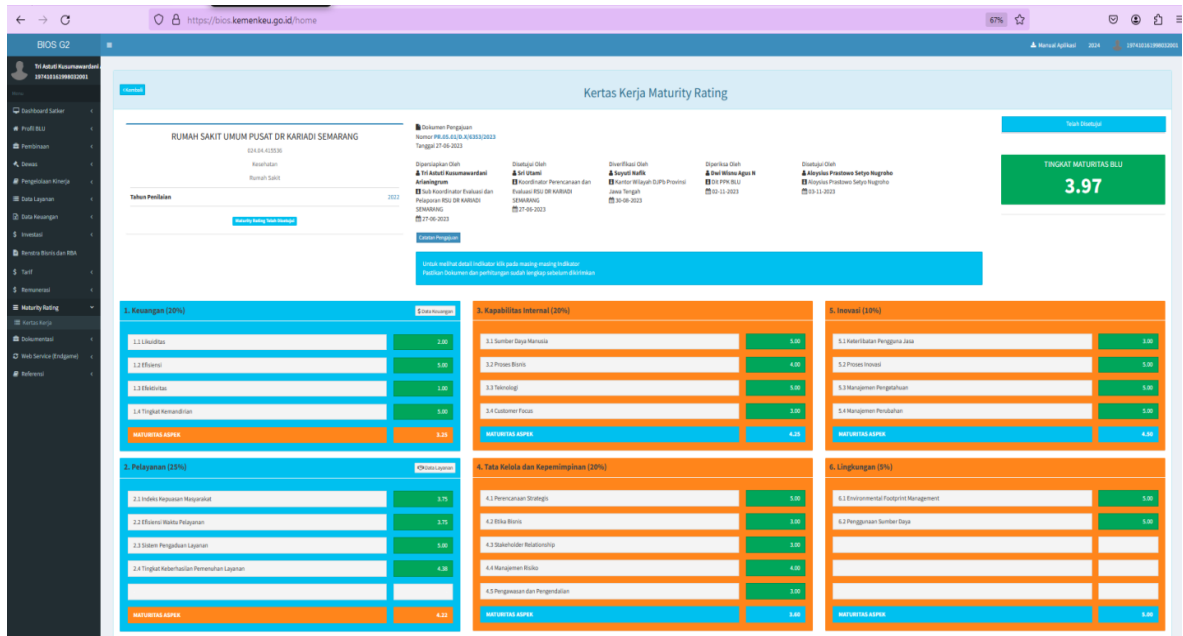 https://bios.kemenkeu.go.id/home
67%
BIOS G2
Manual Aplikasi
2024
197410161998032001
Tri Astuti Kusumawardani
197410161998032001
Menu
Dashboard Satker
Profil BLU
Pembinaan
Dewas
Pengelolaan Kinerja
Data Layanan
Data Keuangan
Investasi
Renstra Bisnis dan RBA
Tarif
Remunerasi
Maturity Rating
Kertas Kerja
Dokumentasi
Web Service (Endgame)
Referensi
Kembali
Kertas Kerja Maturity Rating
RUMAH SAKIT UMUM PUSAT DR KARIADI SEMARANG
024.04.415536
Kesehatan
Rumah Sakit
Tahun Penilaian
2022
Maturity Rating Telah Disetujui
Dokumen Pengajuan
Nomor PR.05.01/D.X/6353/2023
Tanggal 27-06-2023
Dipersiapkan Oleh
Tri Astuti Kusumawardani
Arianingrum
Sub Koordinator Evaluasi dan
Pelaporan RSU DR KARIADI
SEMARANG
27-06-2023
Disetujui Oleh
Sri Utami
Koordinator Perencanaan dan
Evaluasi RSU DR KARIADI
SEMARANG
27-06-2023
Diverifikasi Oleh
Suyuti Nafik
Kantor Wilayah DJPb Provinsi
Jawa Tengah
30-08-2023
Diperiksa Oleh
Dwi Wisnu Agus N
Dit PPK BLU
02-11-2023
Disetujui Oleh
Aloysius Prastowo Setyo Nugroho
Aloysius Prastowo Setyo Nugroho
03-11-2023
Catatan Pengajuan
Telah Disetujui
TINGKAT MATURITAS BLU
3.97
Untuk melihat detail indikator klik pada masing-masing indikator
Pastikan Dokumen dan perhitungan sudah lengkap sebelum dikirimkan
1. Keuangan (20%)
Data Keuangan
1.1 Likuiditas
2.00
1.2 Efisiensi
5.00
1.3 Efektivitas
1.00
1.4 Tingkat Kemandirian
5.00
MATURITAS ASPEK
3.25
3. Kapabilitas Internal (20%)
3.1 Sumber Daya Manusia
5.00
3.2 Proses Bisnis
4.00
3.3 Teknologi
5.00
3.4 Customer Focus
3.00
MATURITAS ASPEK
4.25
5. Inovasi (10%)
5.1 Keterlibatan Pengguna Jasa
3.00
5.2 Proses Inovasi
5.00
5.3 Manajemen Pengetahuan
5.00
5.4 Manajemen Perubahan
5.00
MATURITAS ASPEK
4.50
2. Pelayanan (25%)
Data Layanan
2.1 Indeks Kepuasan Masyarakat
3.75
2.2 Efisiensi Waktu Pelayanan
3.75
2.3 Sistem Pengaduan Layanan
5.00
2.4 Tingkat Keberhasilan Pemenuhan Layanan
4.38
MATURITAS ASPEK
4.22
4. Tata Kelola dan Kepemimpinan (20%)
4.1 Perencanaan Strategis
5.00
4.2 Etika Bisnis
3.00
4.3 Stakeholder Relationship
3.00
4.4 Manajemen Risiko
4.00
4.5 Pengawasan dan Pengendalian
3.00
MATURITAS ASPEK
3.60
6. Lingkungan (5%)
6.1 Environmental Footprint Management
5.00
6.2 Penggunaan Sumber Daya
5.00
MATURITAS ASPEK
5.00